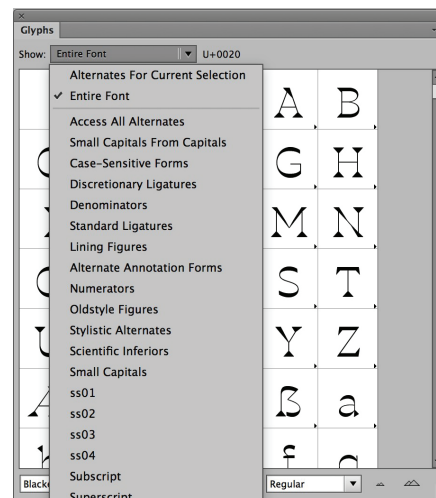 Glyphs
Show: Entire Font U+0020
Alternates For Current Selection
Entire Font
Access All Alternates
Small Capitals From Capitals
Case-Sensitive Forms
Discretionary Ligatures
Denominators
Standard Ligatures
Lining Figures
Alternate Annotation Forms
Numerators
Oldstyle Figures
Stylistic Alternates
Scientific Inferiors
Small Capitals
ss01
ss02
ss03
ss04
Subscript
Superscript
A B
G H
M N
S T
Y Z
ß a
f g
Regular